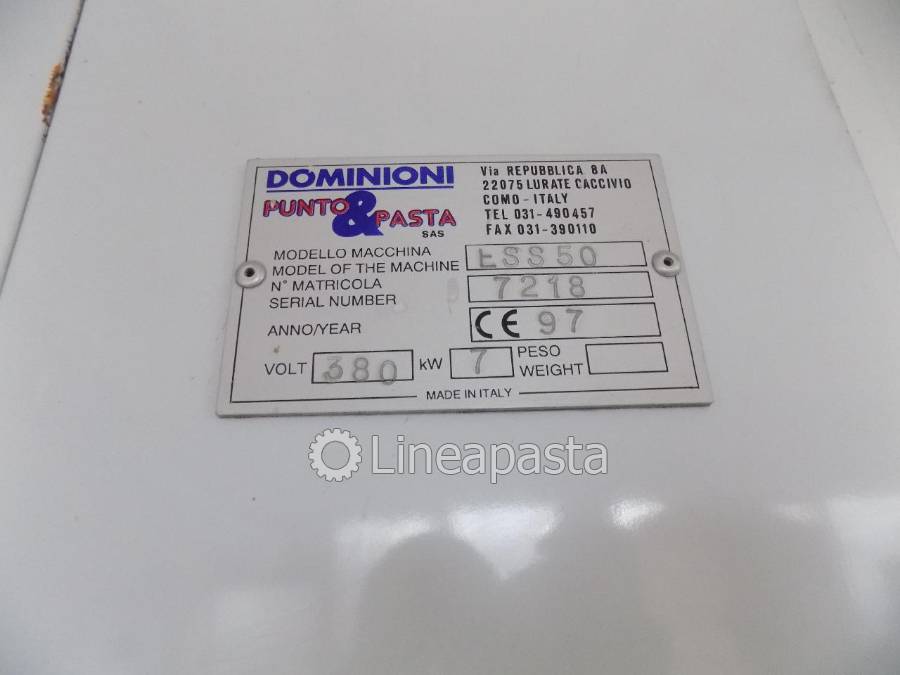 DOMINIONI
PUNTO & PASTA
SAS
Via REPUBBLICA 8A
22075 LURATE CACCIVIO
COMO - ITALY
TEL 031-490457
FAX 031-390110
MODELLO MACCHINA
MODEL OF THE MACHINE ESS50
N° MATRICOLA
SERIAL NUMBER 7218
ANNO/YEAR CE 97
VOLT 380 kW 7 PESO
WEIGHT
MADE IN ITALY
Lineapasta